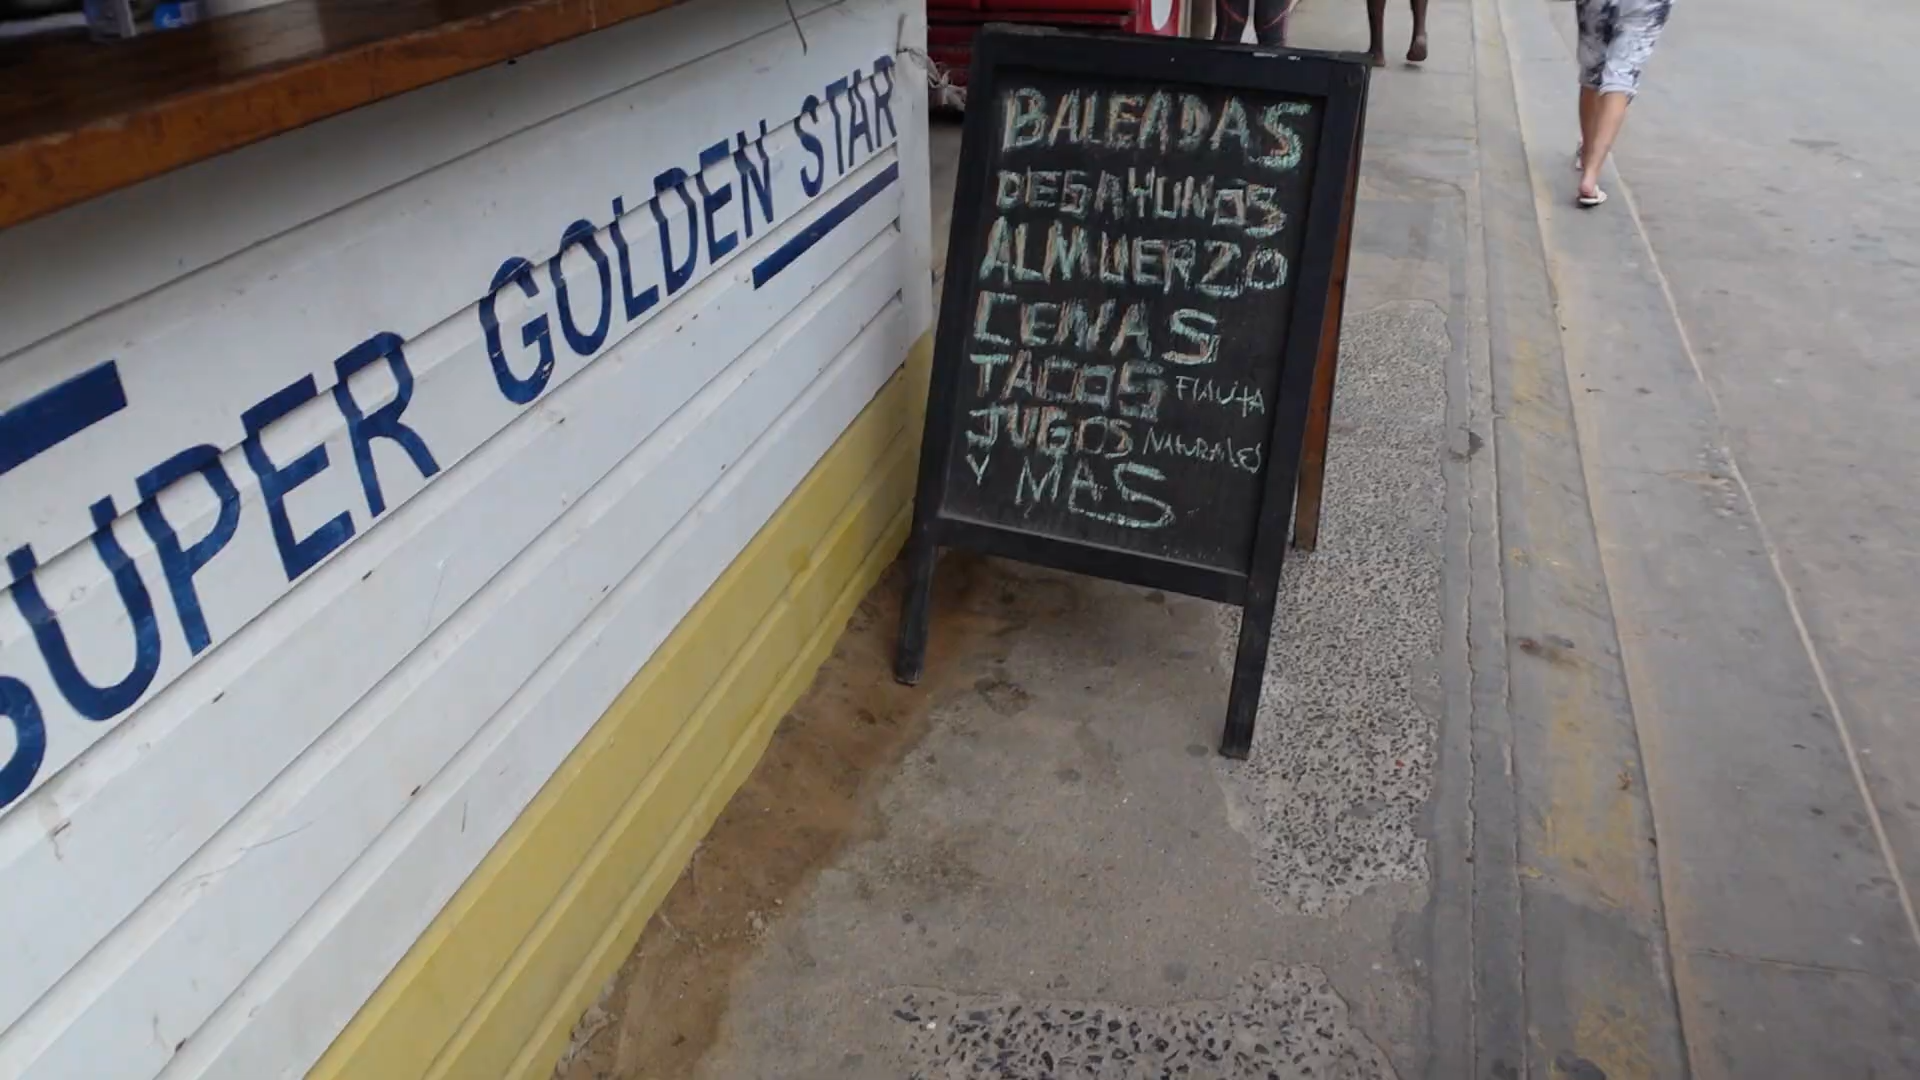 SUPER GOLDEN STAR
BALEADAS
DESAYUNOS
ALMUERZO
CENAS
TACOS FLAUTA
JUGOS NATURALES
Y MAS